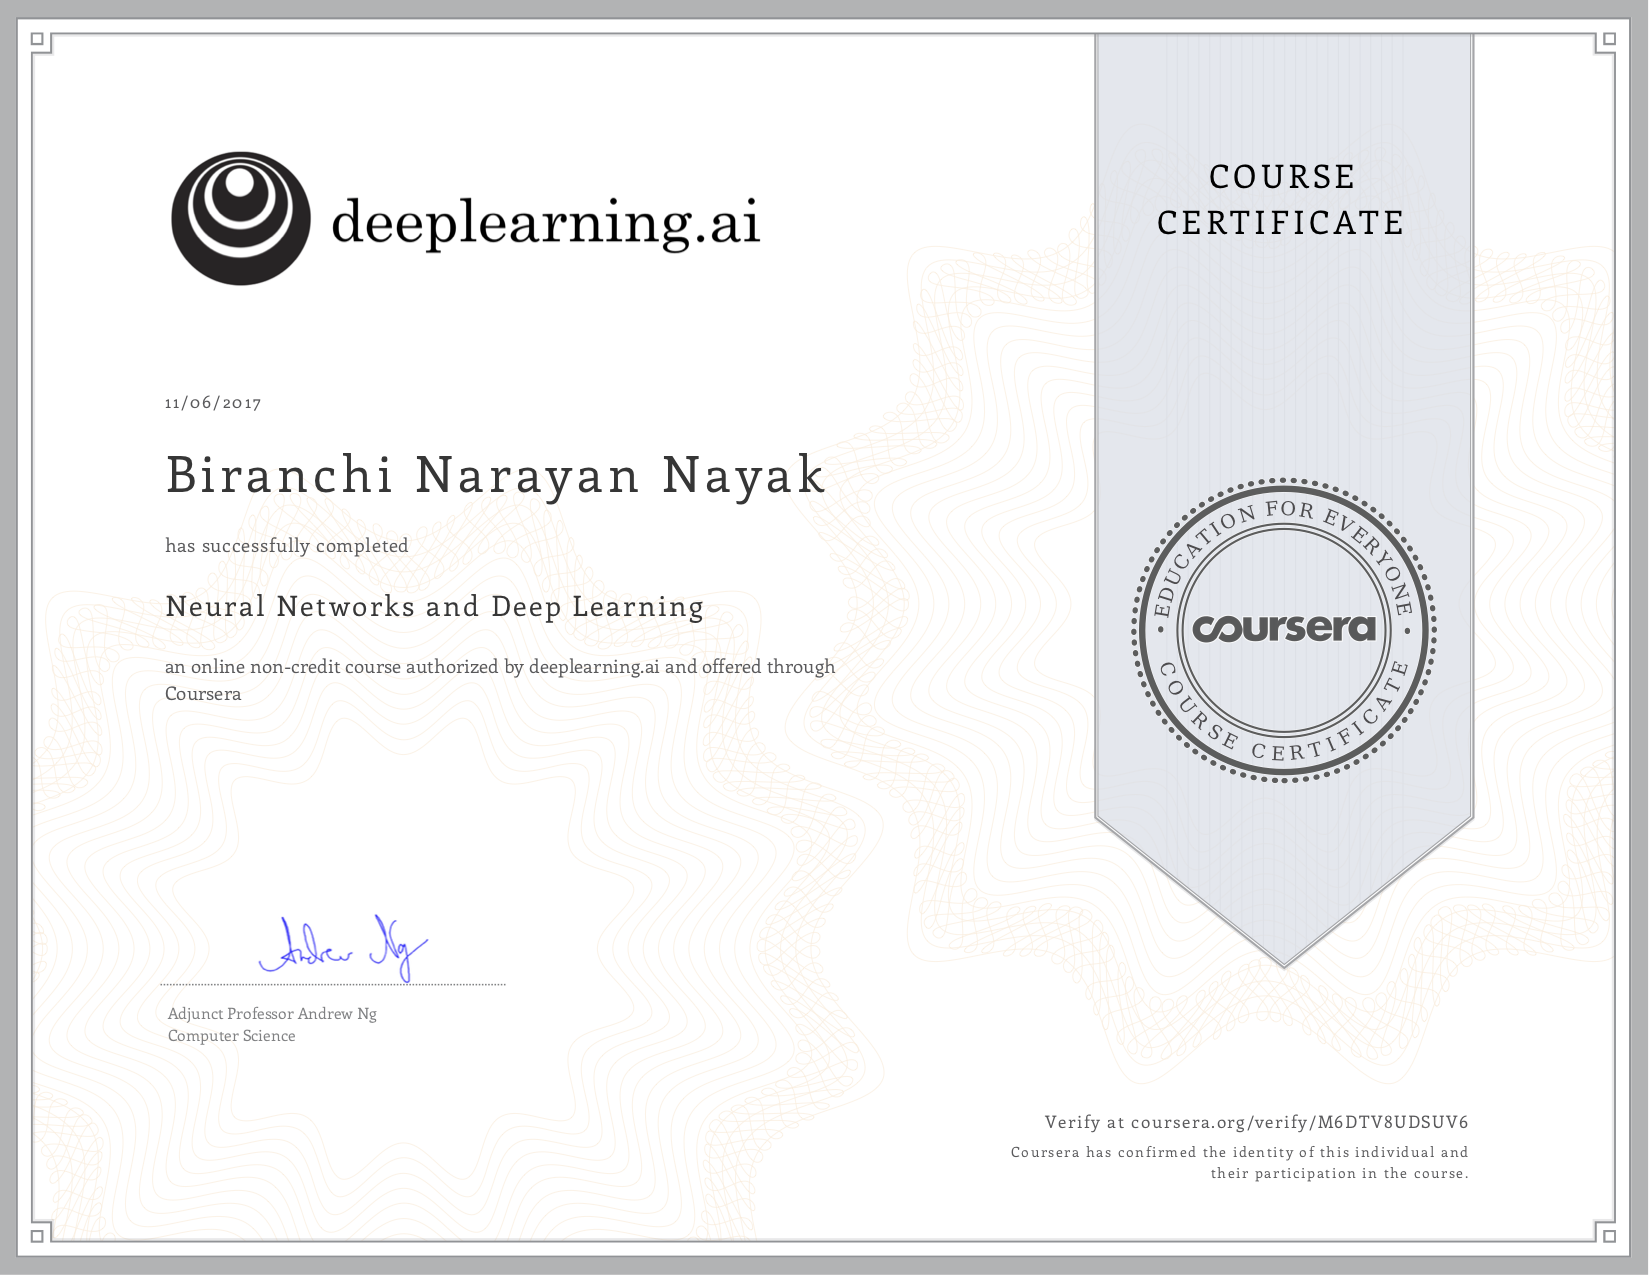 deeplearning.ai
COURSE
CERTIFICATE
11/06/2017
Biranchi Narayan Nayak
has successfully completed
Neural Networks and Deep Learning
an online non-credit course authorized by deeplearning.ai and offered through
Coursera
EDUCATION FOR EVERYONE
coursera
COURSE CERTIFICATE
Andrew Ng
Adjunct Professor Andrew Ng
Computer Science
Verify at coursera.org/verify/M6DTV8UDSUV6
Coursera has confirmed the identity of this individual and
their participation in the course.